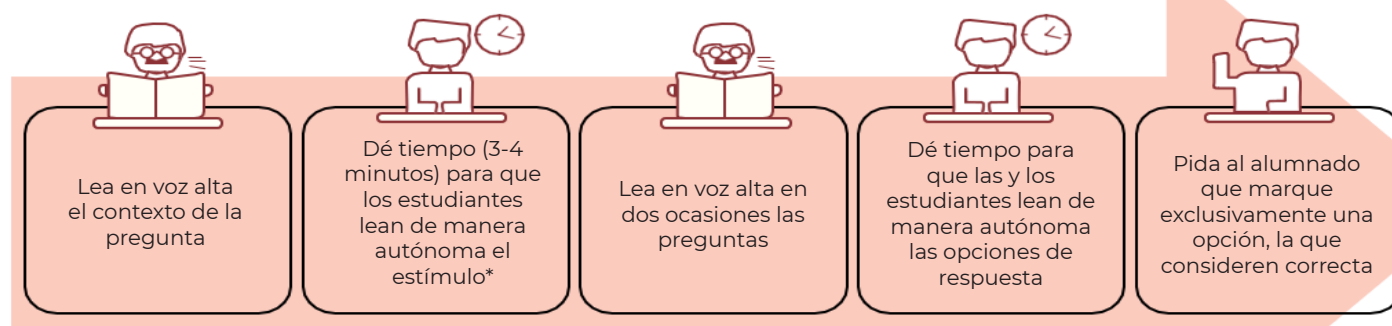 Lea en voz alta
el contexto de la
pregunta
Dé tiempo (3-4
minutos) para que
los estudiantes
lean de manera
autónoma el
estímulo*
Lea en voz alta en
dos ocasiones las
preguntas
Dé tiempo para
que las y los
estudiantes lean de
manera autónoma
las opciones de
respuesta
Pida al alumnado
que marque
exclusivamente una
opción, la que
consideren correcta